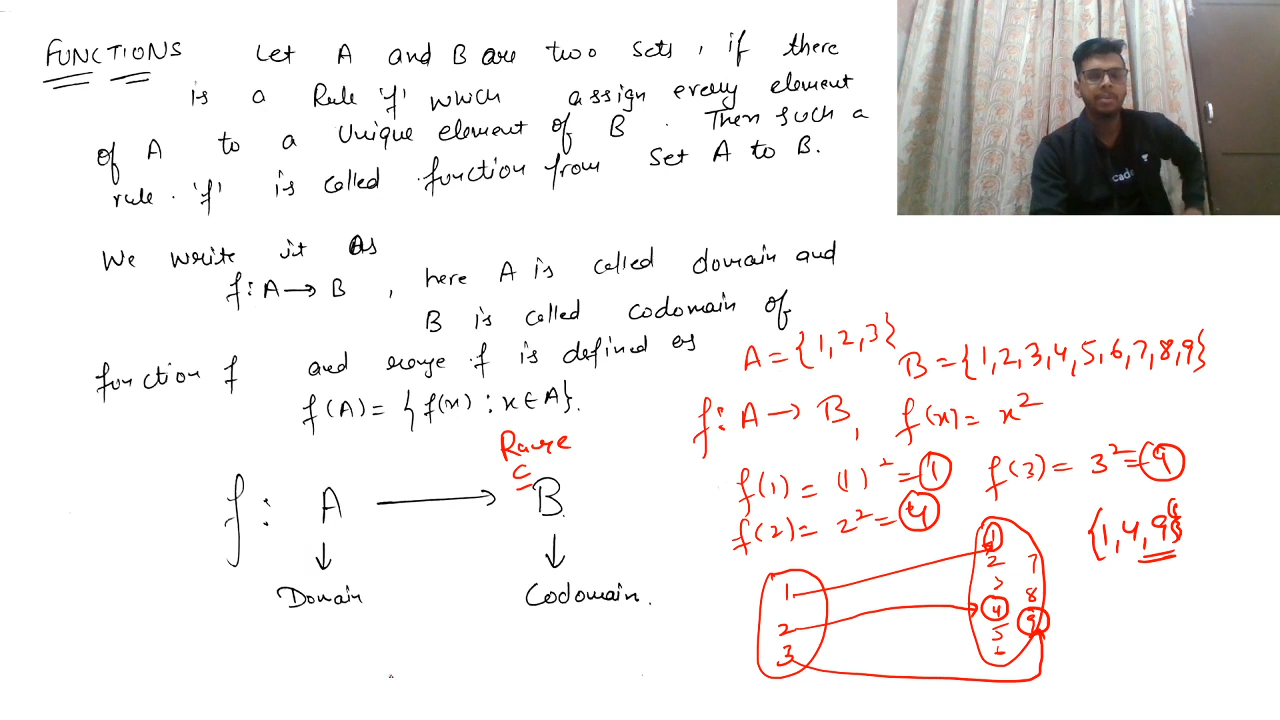 FUNCTIONS Let A and B are two sets, if there
is a Rule 'f' which assign every element
of A to a Unique element of B. Then such a
rule 'f' is called function from set A to B.
We write it as
f: A → B, here A is called domain and
B is called codomain of
function f and range f is defined as
f(A) = {f(x) : x ∈ A}.
A = {1,2,3} B = {1,2,3,4,5,6,7,8,9}
f: A → B, f(x) = x²
f(1) = (1)² = 1 f(3) = 3² = 9
f(2) = 2² = 4
{1,4,9}
Range
⊆
f: A → B.
Domain Codomain.
1
2
3
1
2 7
3 8
4 9
5
6
cade